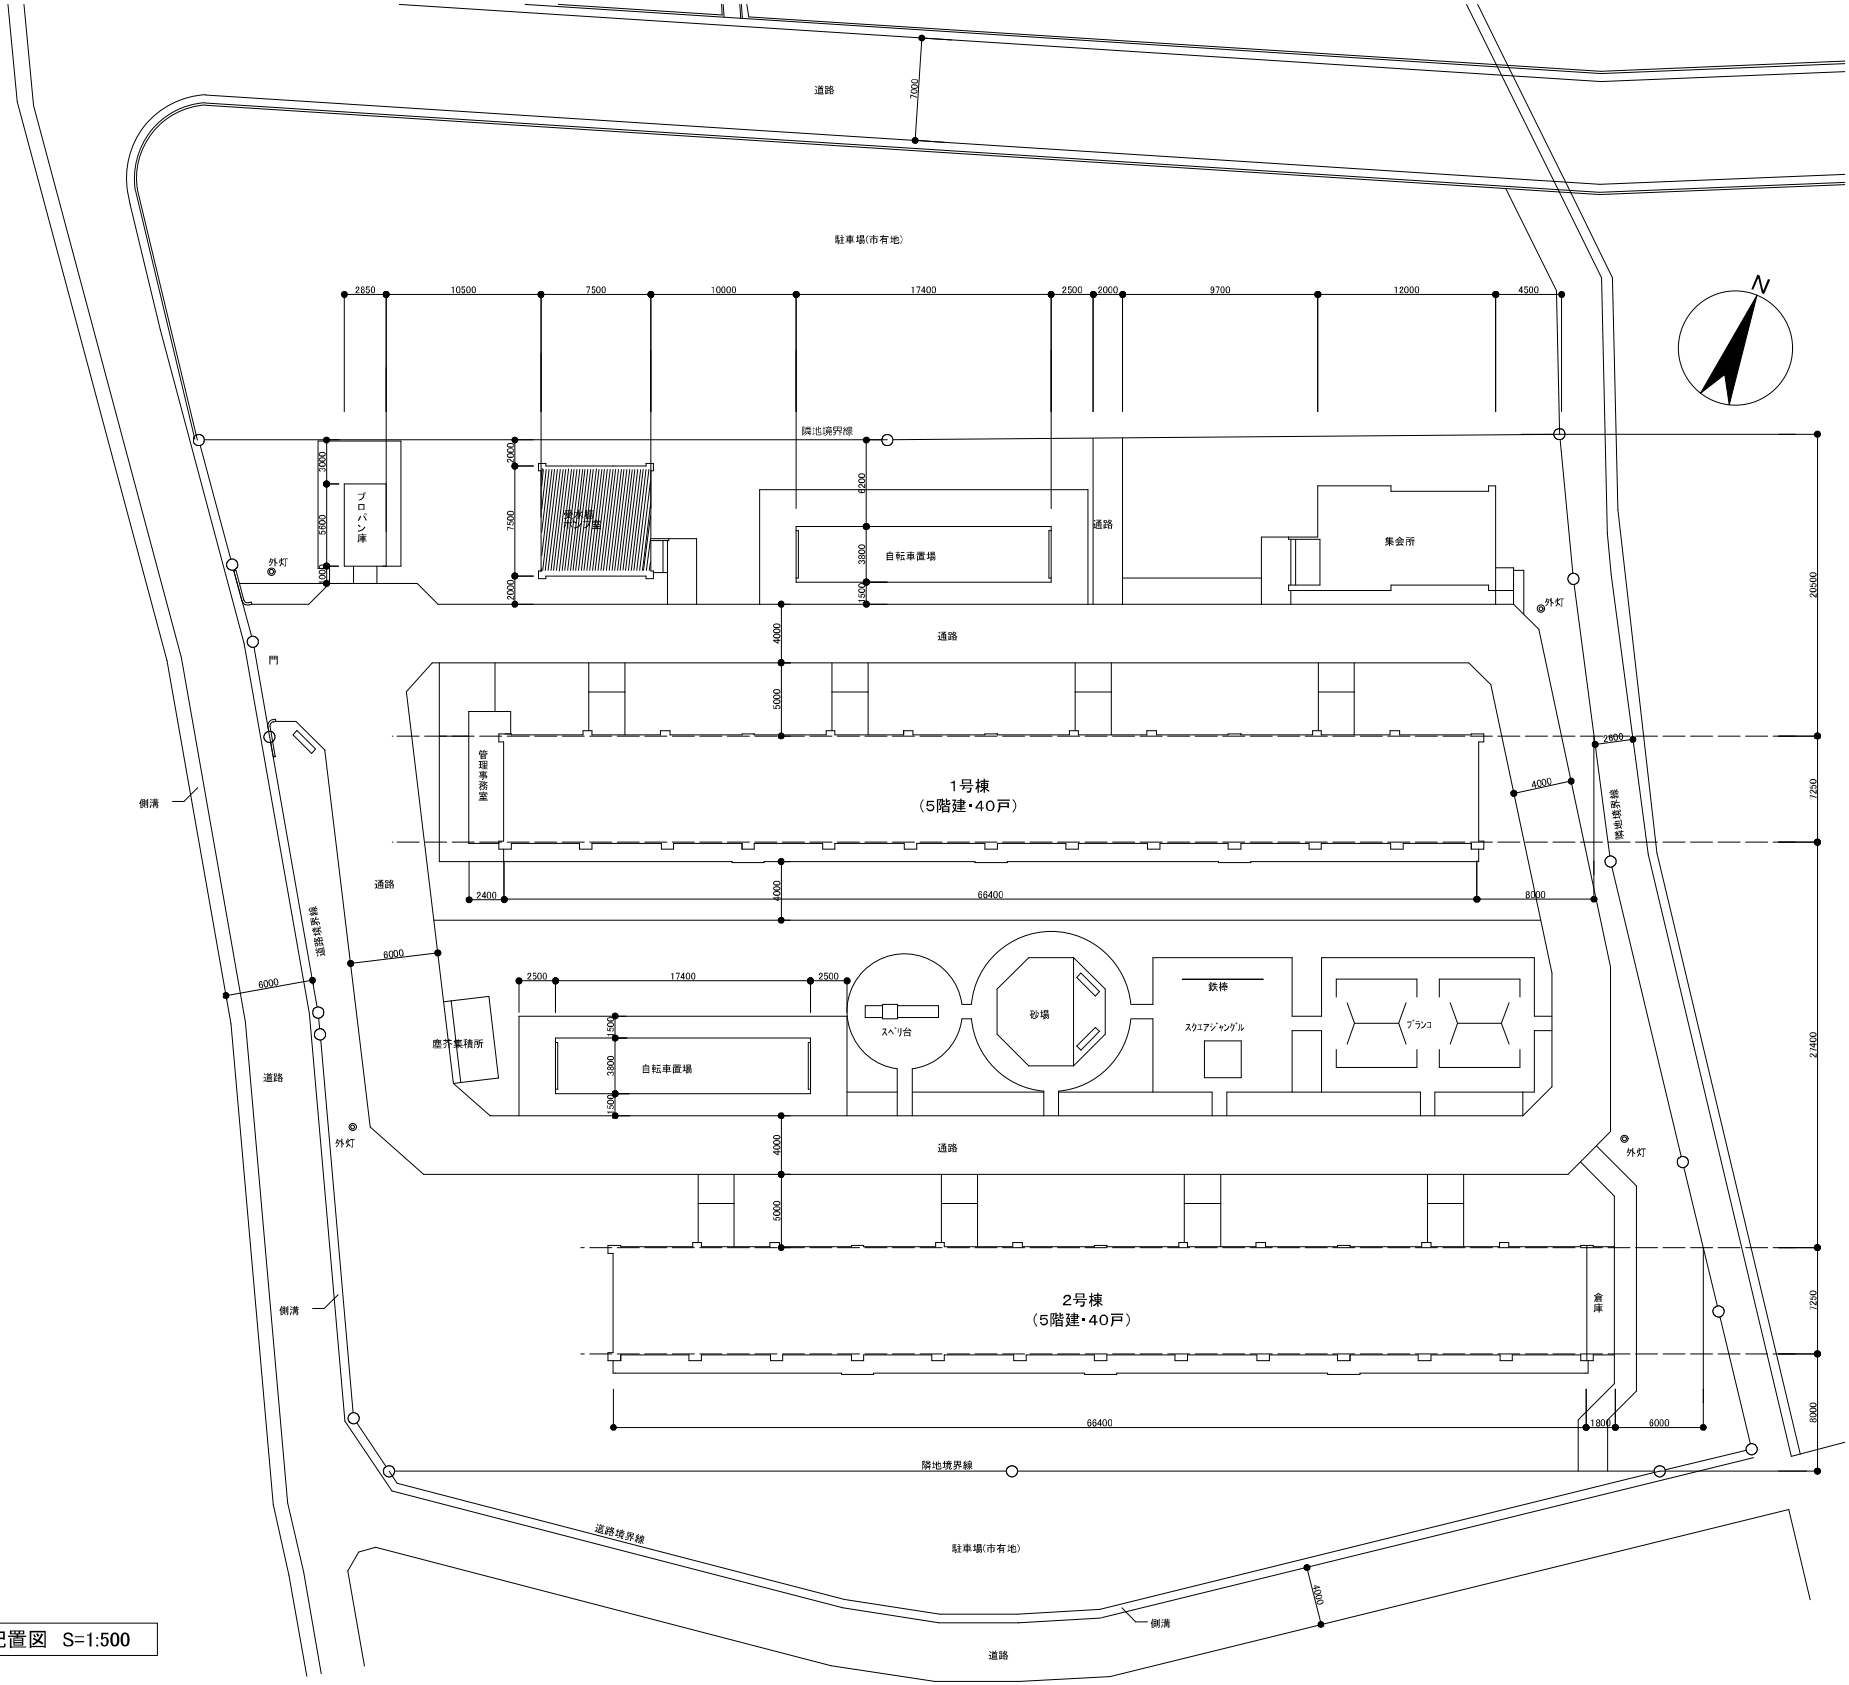 道路
7000
駐車場(市有地)
2850
10500
7500
10000
17400
2500
2000
9700
12000
4500
N
隣地境界線
3000
5600
1000
プロパン庫
外灯
2000
7500
2000
受水槽
ポンプ室
6200
3800
1500
自転車置場
通路
集会所
外灯
20500
4000
通路
門
5000
管理事務室
1号棟
(5階建・40戸)
2600
4000
隣地境界線
7250
側溝
通路
2400
66400
4000
8000
道路境界線
6000
6000
2500
17400
2500
1500
3800
1500
自転車置場
塵芥集積所
スベリ台
砂場
鉄棒
スクエアジャングル
ブランコ
27400
道路
外灯
4000
通路
外灯
5000
側溝
2号棟
(5階建・40戸)
倉庫
7250
66400
1800
6000
8000
隣地境界線
道路境界線
駐車場(市有地)
4000
側溝
道路
配置図 S=1:500